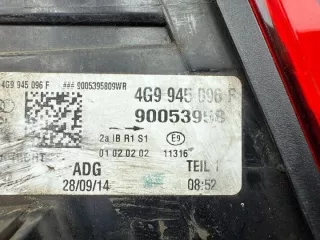 4G9 945 096 F ### 9005395809WR
4G9 945 096 F
90053958
2a IB R1 S1 E9
01 02 02 02 11316
ADG TEIL 1
28/09/14 08:52